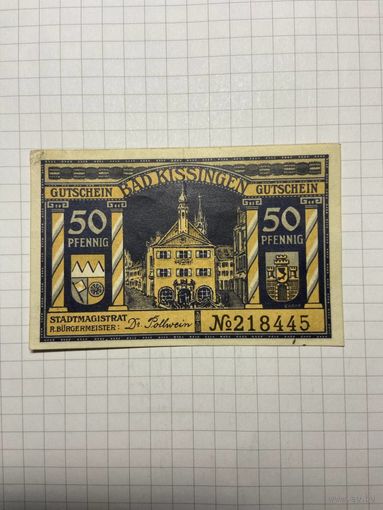 BAD KISSINGEN
GUTSCHEIN GUTSCHEIN
50 50
PFENNIG PFENNIG
STADTMAGISTRAT
R.BÜRGERMEISTER: Dr. Pollwein
№218445